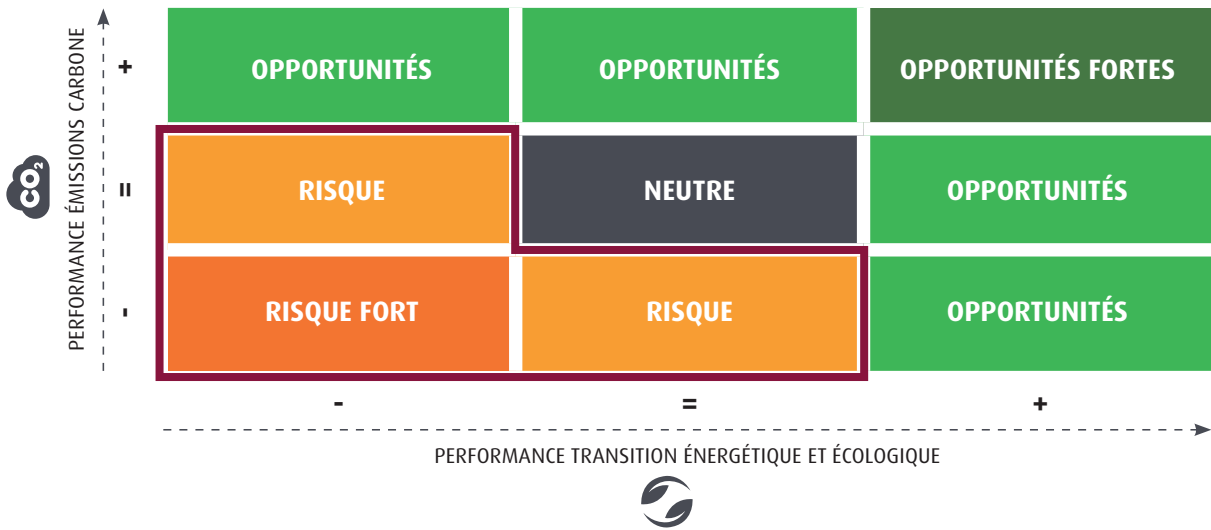 PERFORMANCE ÉMISSIONS CARBONE
CO2
+
OPPORTUNITÉS
OPPORTUNITÉS
OPPORTUNITÉS FORTES
=
RISQUE
NEUTRE
OPPORTUNITÉS
-
RISQUE FORT
RISQUE
OPPORTUNITÉS
-
=
+
PERFORMANCE TRANSITION ÉNERGÉTIQUE ET ÉCOLOGIQUE